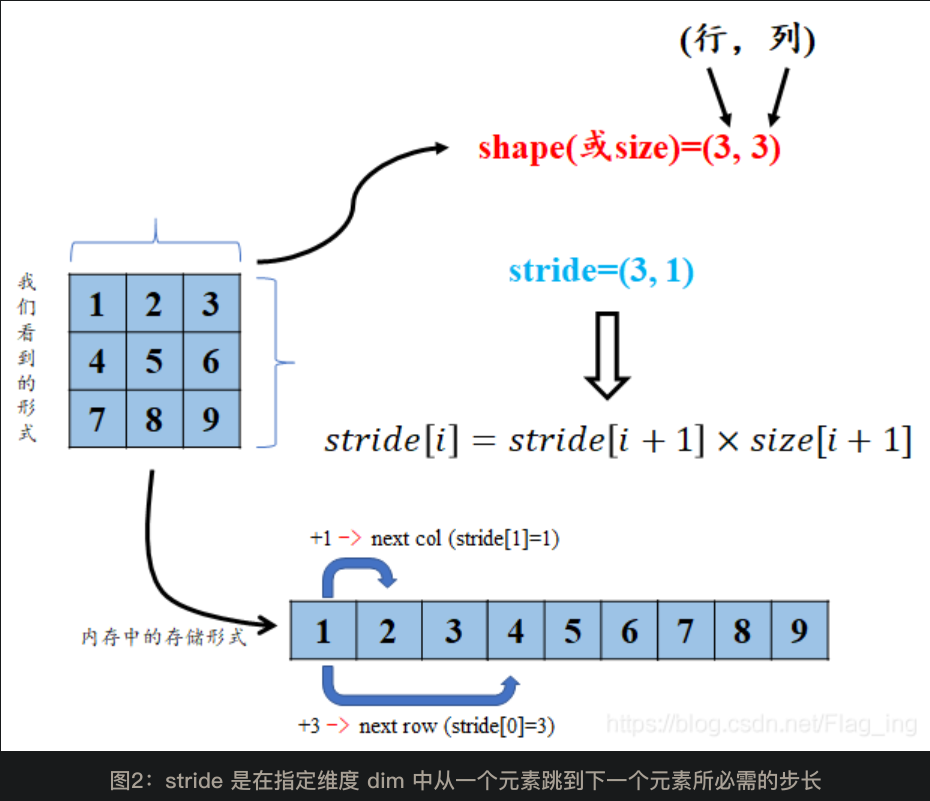 (行，列)
shape(或size)=(3, 3)
stride=(3, 1)
我们看到的形式
1 2 3
4 5 6
7 8 9
stride[i] = stride[i + 1] × size[i + 1]
+1 -> next col (stride[1]=1)
内存中的存储形式
1 2 3 4 5 6 7 8 9
+3 -> next row (stride[0]=3)
https://blog.csdn.net/Flag_ing
图2：stride 是在指定维度 dim 中从一个元素跳到下一个元素所必需的步长